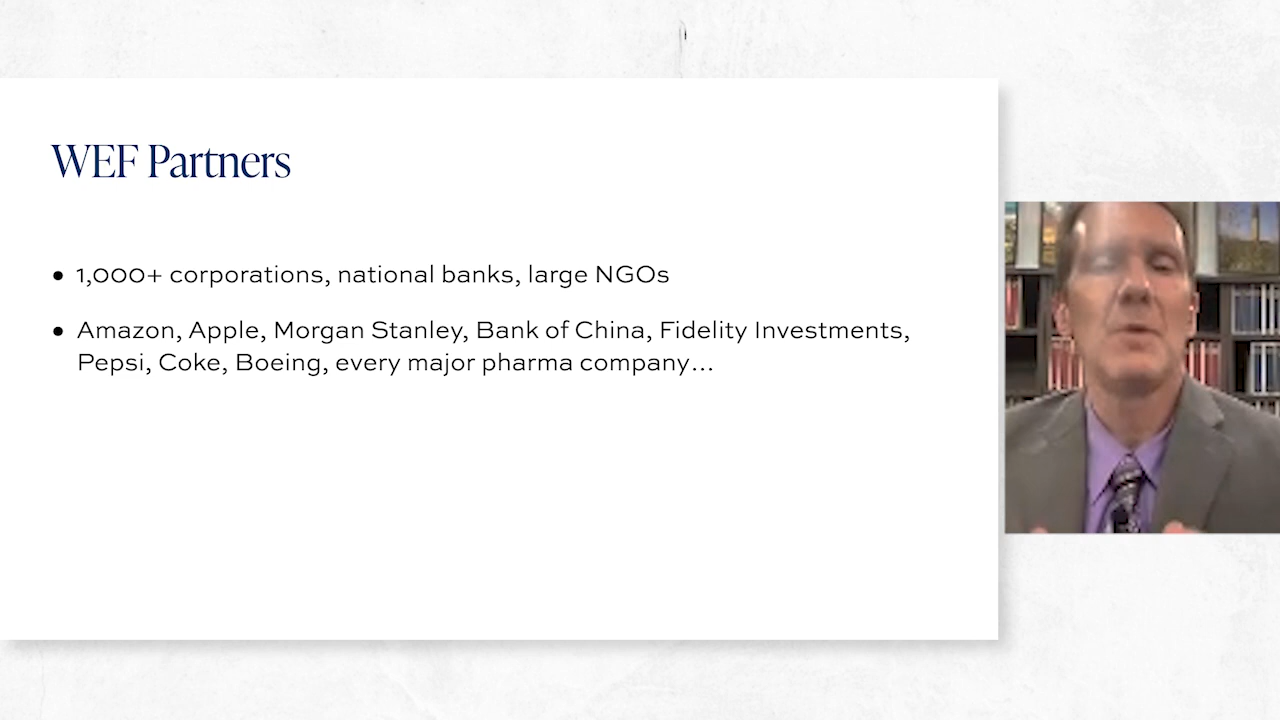 WEF Partners
• 1,000+ corporations, national banks, large NGOs
• Amazon, Apple, Morgan Stanley, Bank of China, Fidelity Investments,
Pepsi, Coke, Boeing, every major pharma company...